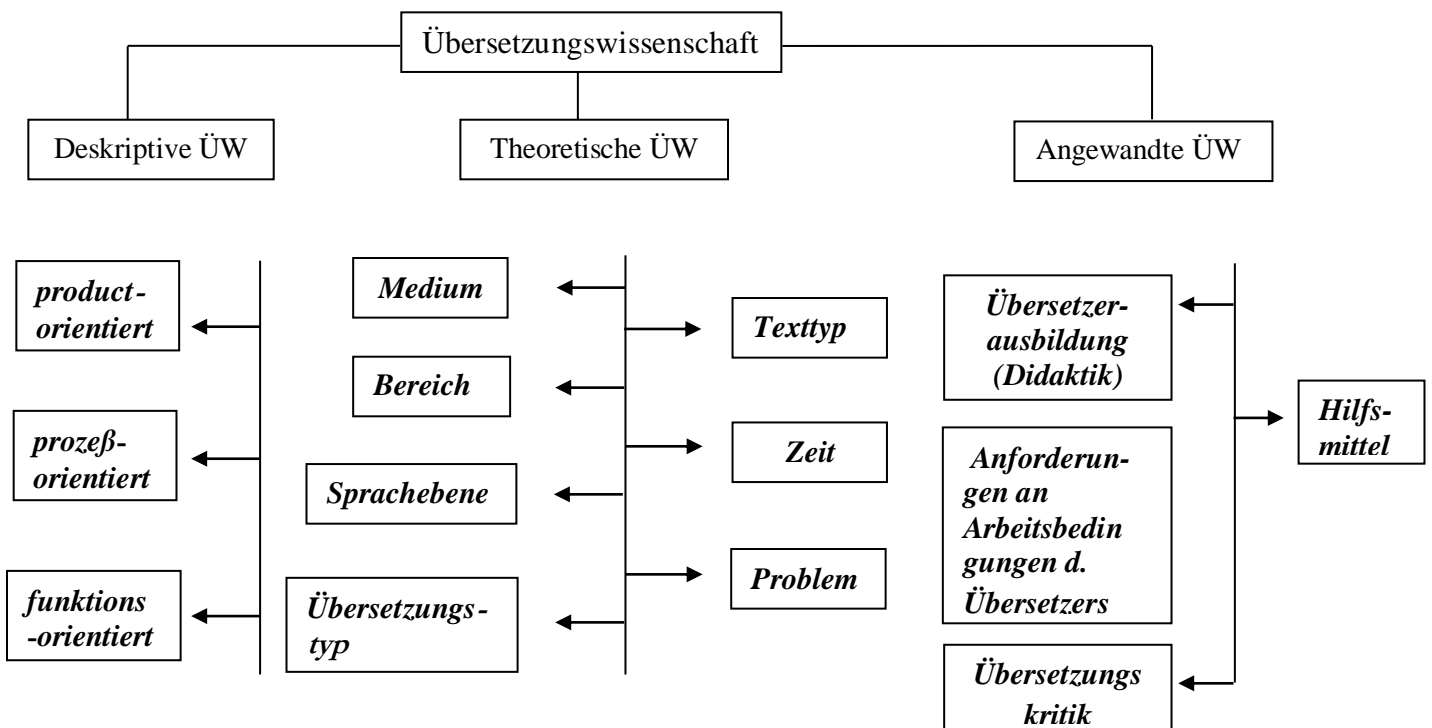 Übersetzungswissenschaft
Deskriptive ÜW
Theoretische ÜW
Angewandte ÜW
product-
orientiert
prozeß-
orientiert
funktions
-orientiert
Medium
Bereich
Sprachebene
Übersetzungs-
typ
Texttyp
Zeit
Problem
Übersetzer-
ausbildung
(Didaktik)
Anforderun-
gen an
Arbeitsbedin
gungen d.
Übersetzers
Übersetzungs
kritik
Hilfs-
mittel